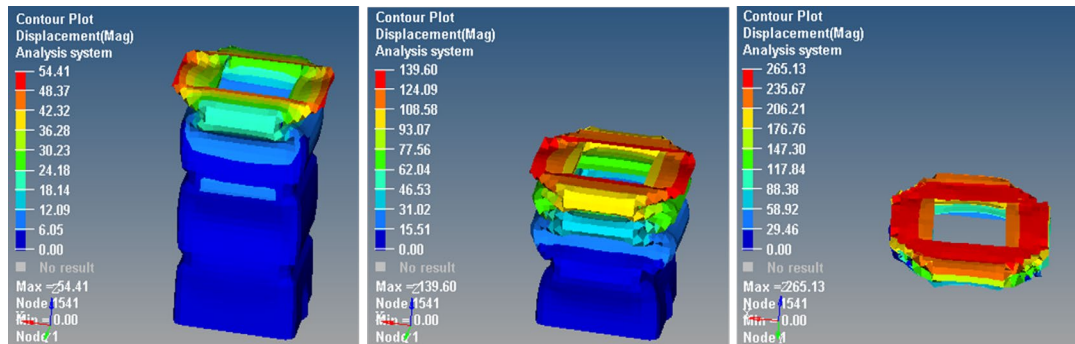 Contour Plot
Displacement(Mag)
Analysis system
54.41
48.37
42.32
36.28
30.23
24.18
18.14
12.09
6.05
0.00
No result
Max = 54.41
Node 1541
Min = 0.00
Node 1
Z
X
Contour Plot
Displacement(Mag)
Analysis system
139.60
124.09
108.58
93.07
77.56
62.04
46.53
31.02
15.51
0.00
No result
Max = 139.60
Node 1541
Min = 0.00
Node 1
Z
X
Contour Plot
Displacement(Mag)
Analysis system
265.13
235.67
206.21
176.76
147.30
117.84
88.38
58.92
29.46
0.00
No result
Max = 265.13
Node 1541
Min = 0.00
Node 1
Z
X